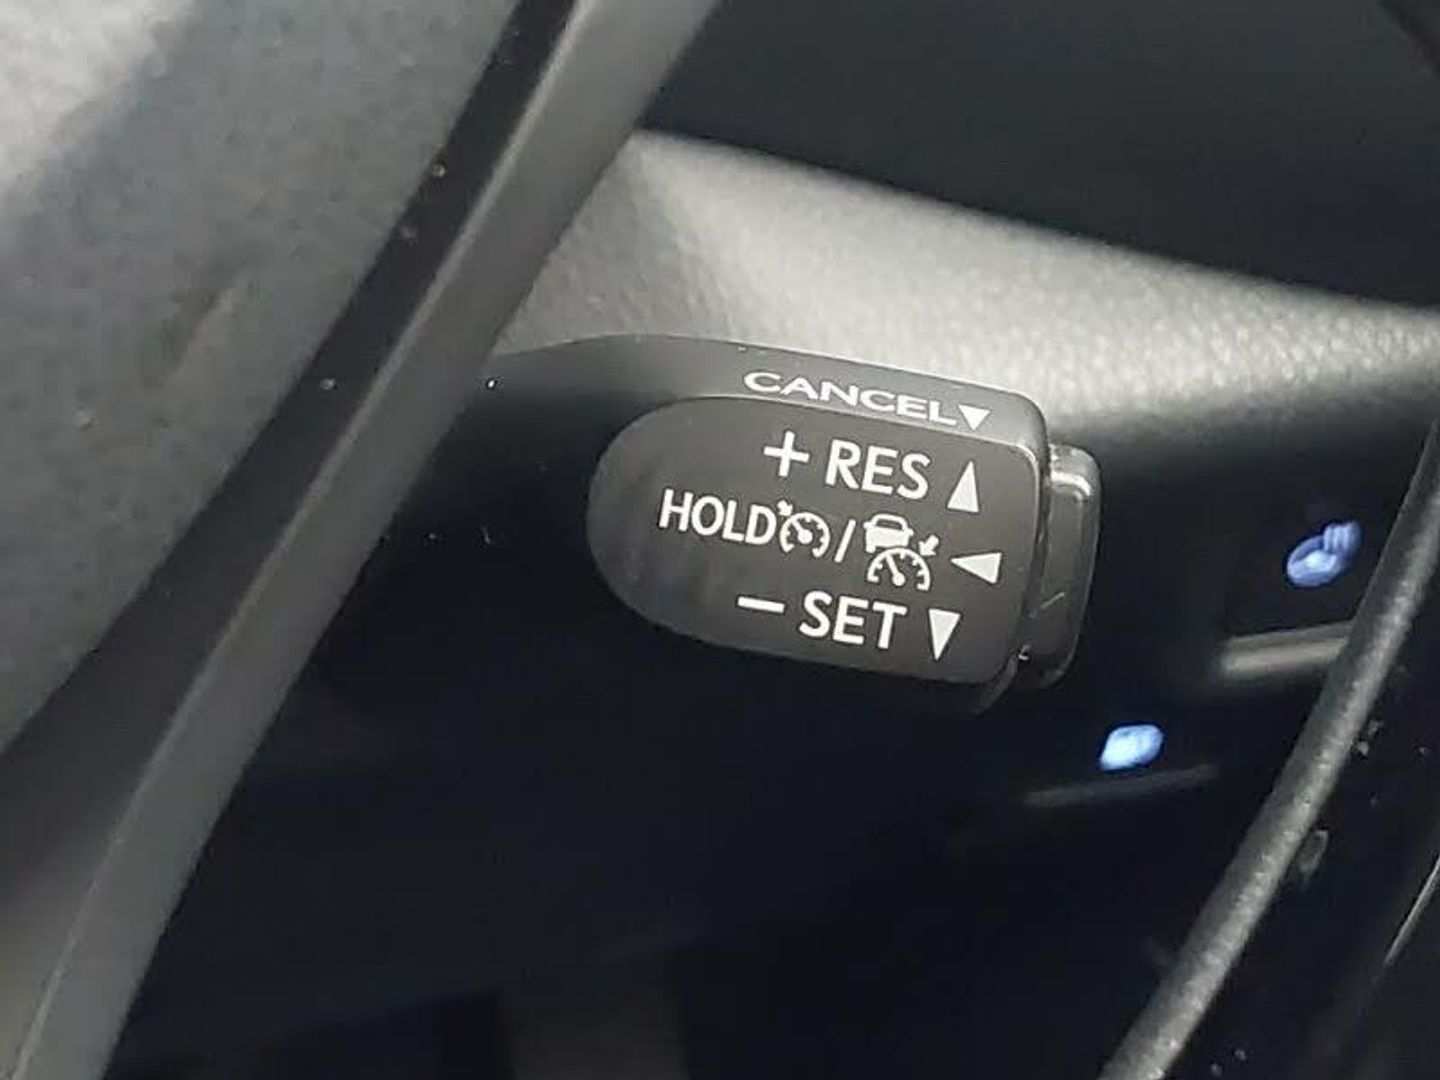 CANCEL▼
+ RES ▲
HOLD / ◀
− SET ▼